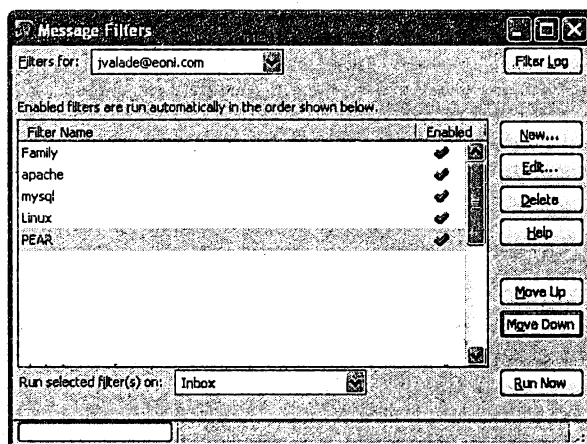 Message Filters
Filters for: jvalade@eoni.com
Filter Log
Enabled filters are run automatically in the order shown below.
Filter Name Enabled
Family
apache
mysql
Linux
PEAR
New...
Edit...
Delete
Help
Move Up
Move Down
Run selected filter(s) on: Inbox
Run Now